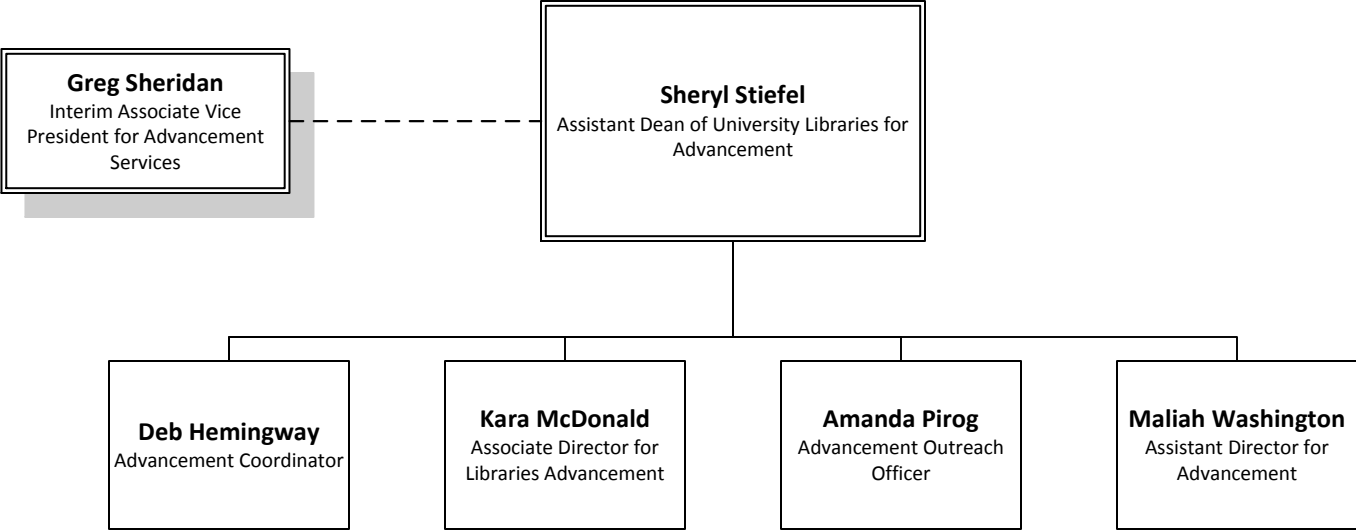 Greg Sheridan
Interim Associate Vice
President for Advancement
Services
Sheryl Stiefel
Assistant Dean of University Libraries for
Advancement
Deb Hemingway
Advancement Coordinator
Kara McDonald
Associate Director for
Libraries Advancement
Amanda Pirog
Advancement Outreach
Officer
Maliah Washington
Assistant Director for
Advancement